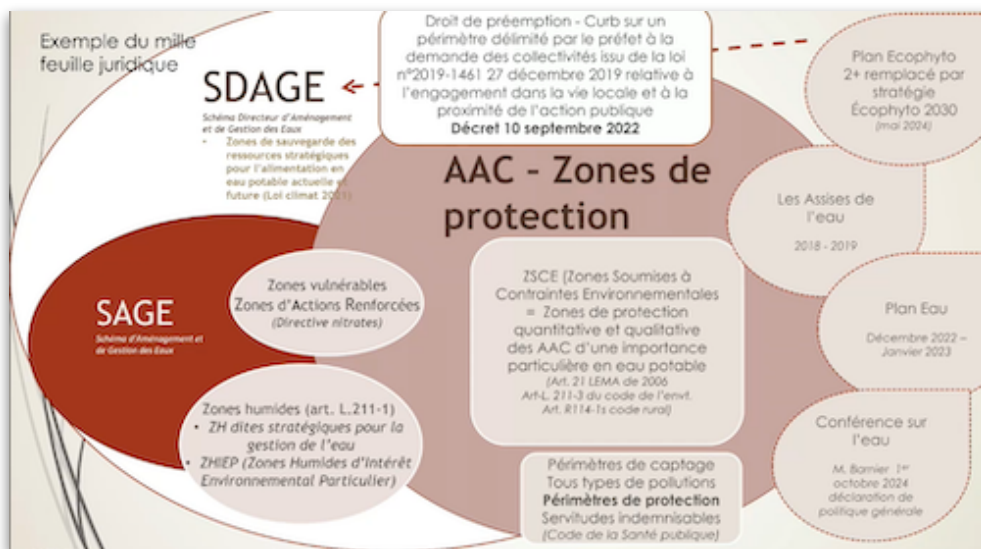 Exemple du mille
feuille juridique
SDAGE
Schéma Directeur d'Aménagement
et de Gestion des Eaux
• Zones de sauvegarde des
ressources stratégiques
pour l'alimentation en
eau potable actuelle et
future (Loi climat 2021)
Droit de préemption - Curb sur un
périmètre délimité par le préfet à la
demande des collectivités issu de la loi
n°2019-1461 27 décembre 2019 relative à
l'engagement dans la vie locale et à la
proximité de l'action publique
Décret 10 septembre 2022
Plan Ecophyto
2+ remplacé par
stratégie
Écophyto 2030
(mai 2024)
AAC – Zones de
protection
Les Assises de
l'eau
2018 - 2019
SAGE
Schéma d'Aménagement et
de Gestion des Eaux
Zones vulnérables
Zones d'Actions Renforcées
(Directive nitrates)
ZSCE (Zones Soumises à
Contraintes Environnementales
= Zones de protection
quantitative et qualitative
des AAC d'une importance
particulière en eau potable
(Art. 21 LEMA de 2006
Art-L. 211-3 du code de l'envt.
Art. R114-1s code rural)
Plan Eau
Décembre 2022 –
Janvier 2023
Zones humides (art. L.211-1)
• ZH dites stratégiques pour la
gestion de l'eau
• ZHIEP (Zones Humides d'Intérêt
Environnemental Particulier)
Conférence sur
l'eau
M. Barnier 1er
octobre 2024
déclaration de
politique générale
Périmètres de captage
Tous types de pollutions
Périmètres de protection
Servitudes indemnisables
(Code de la Santé publique)